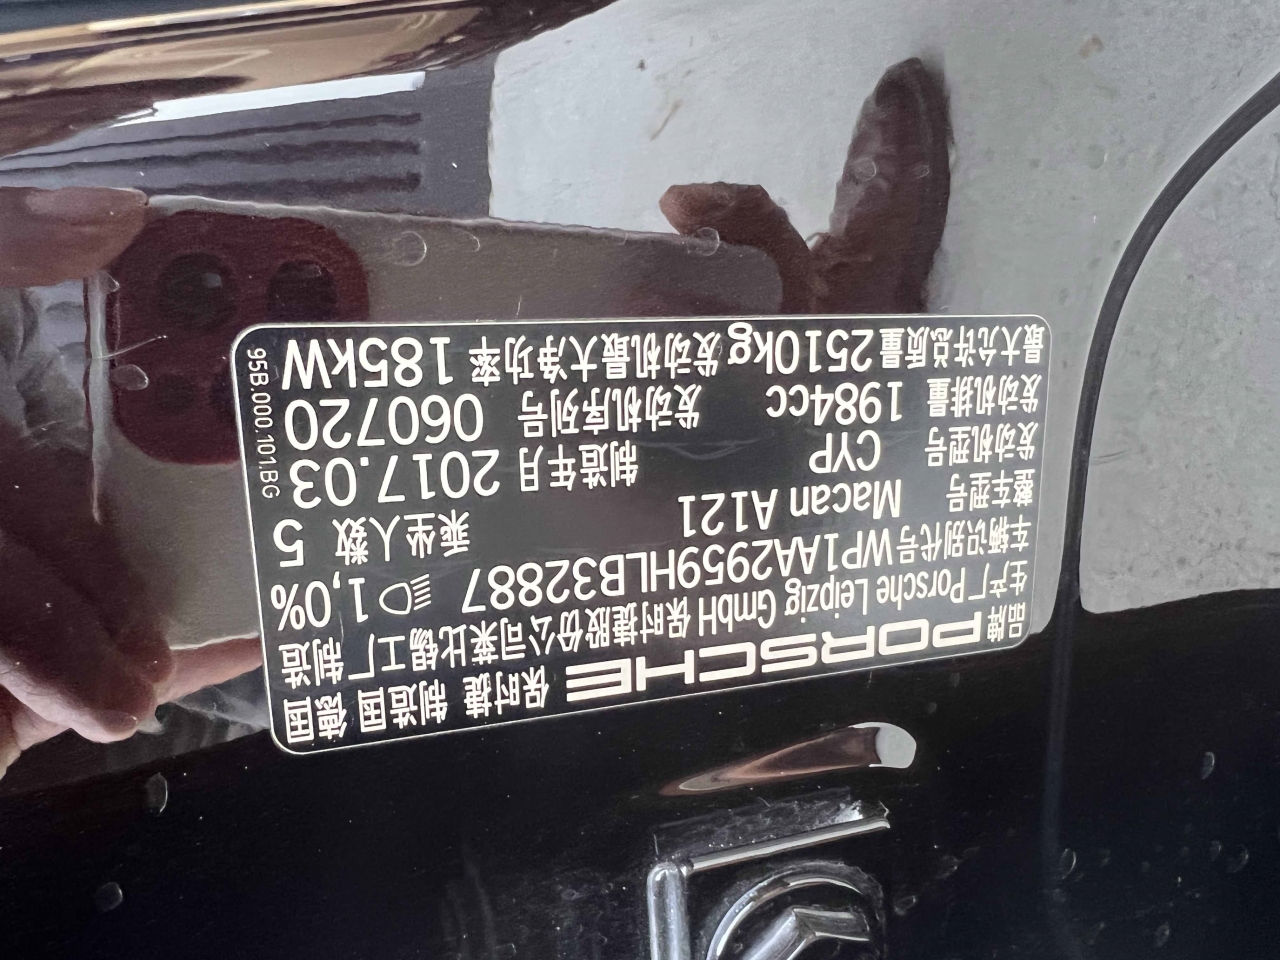 品牌 PORSCHE 保时捷 制造国 德国
生产厂 Porsche Leipzig GmbH 保时捷股份公司莱比锡工厂 制造
车辆识别代号 WP1AA2959HLB32887 1,0%
整车型号 Macan A121 乘坐人数 5
发动机型号 CYP 制造年月 2017.03
发动机排量 1984cc 发动机序列号 060720
最大允许总质量 2510kg 发动机最大净功率 185kW
95B.000.101.BG